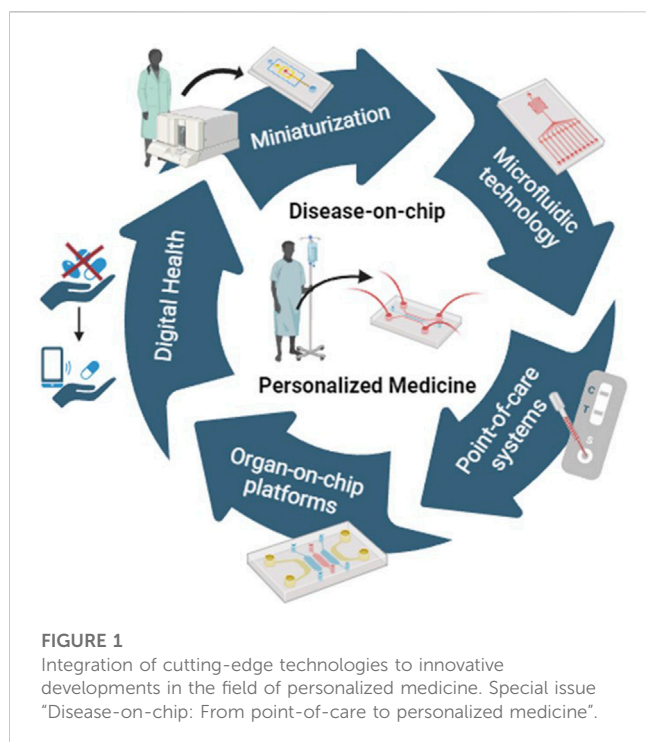 Miniaturization
Microfluidic
technology
Point-of-care
systems
Organ-on-chip
platforms
Digital Health
Disease-on-chip
Personalized Medicine
C
T
S
FIGURE 1
Integration of cutting-edge technologies to innovative
developments in the field of personalized medicine. Special issue
"Disease-on-chip: From point-of-care to personalized medicine".